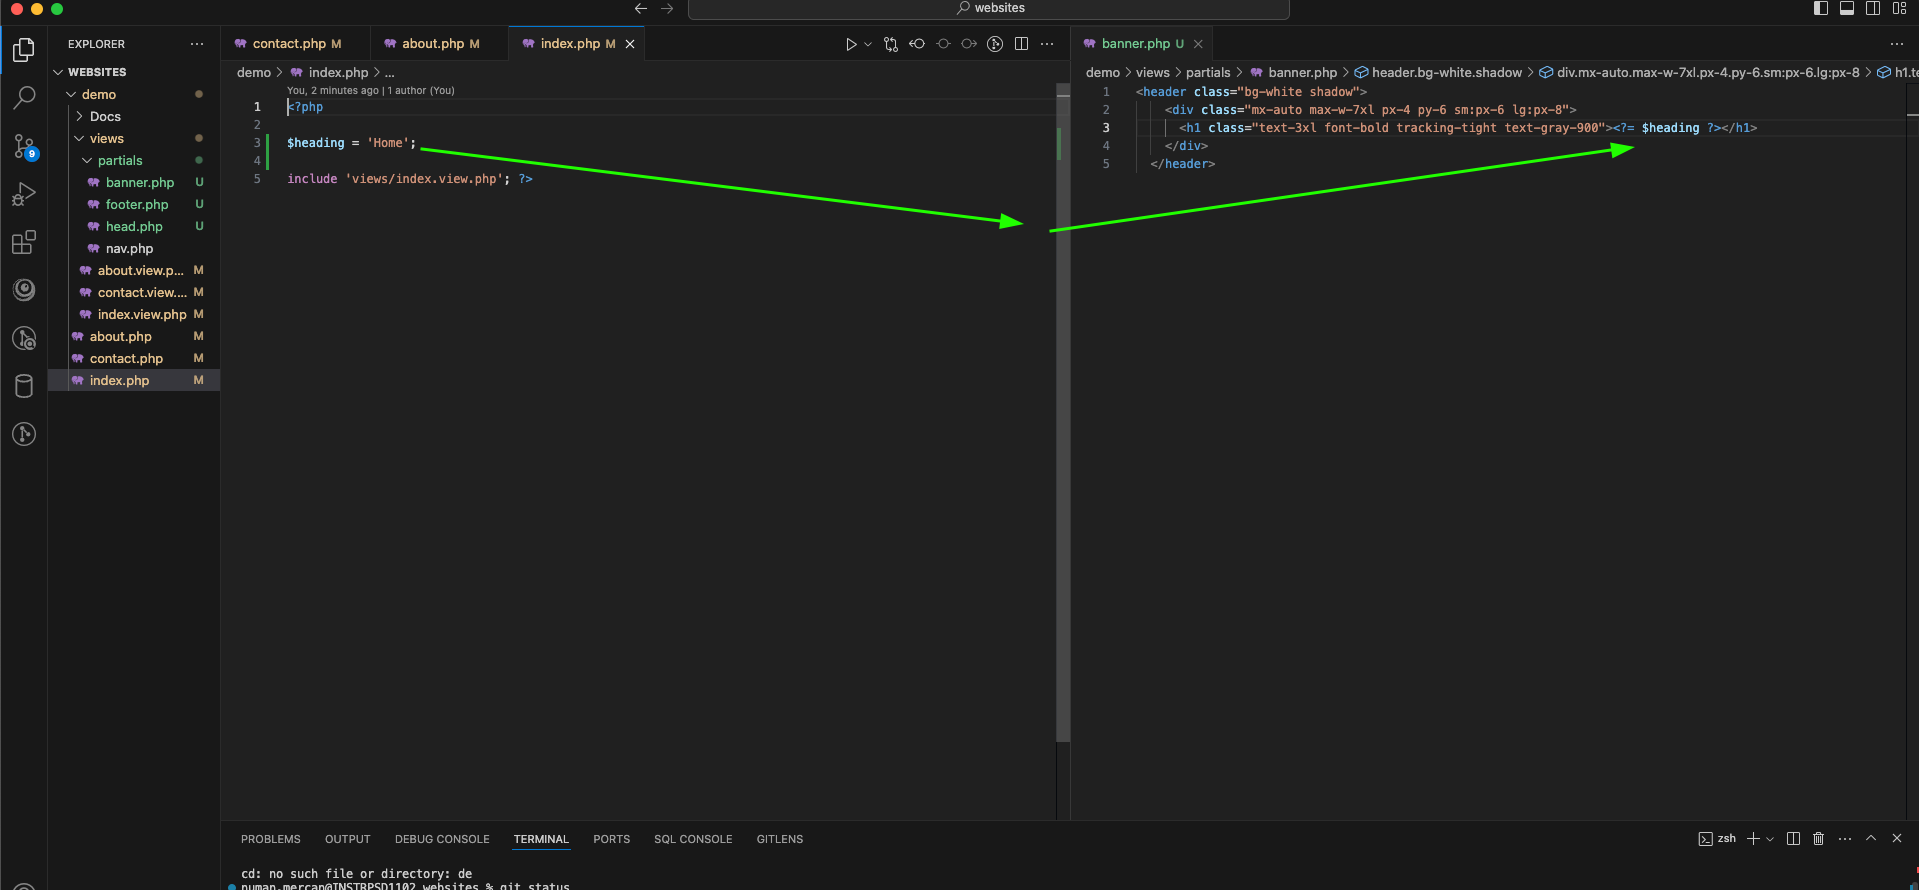 websites
EXPLORER
WEBSITES
demo
Docs
views
partials
banner.php U
footer.php U
head.php U
nav.php
about.view.p... M
contact.view.... M
index.view.php M
about.php M
contact.php M
index.php M
9
contact.php M
about.php M
index.php M
demo > index.php > ...
You, 2 minutes ago | 1 author (You)
1 <?php
2
3 $heading = 'Home';
4
5 include 'views/index.view.php'; ?>
banner.php U
demo > views > partials > banner.php > header.bg-white.shadow > div.mx-auto.max-w-7xl.px-4.py-6.sm:px-6.lg:px-8 > h1.te
1 <header class="bg-white shadow">
2 <div class="mx-auto max-w-7xl px-4 py-6 sm:px-6 lg:px-8">
3 <h1 class="text-3xl font-bold tracking-tight text-gray-900"><?= $heading ?></h1>
4 </div>
5 </header>
PROBLEMS OUTPUT DEBUG CONSOLE TERMINAL PORTS SQL CONSOLE GITLENS
zsh
cd: no such file or directory: de
numan.mercan@INSTRPSD1102 websites % git status